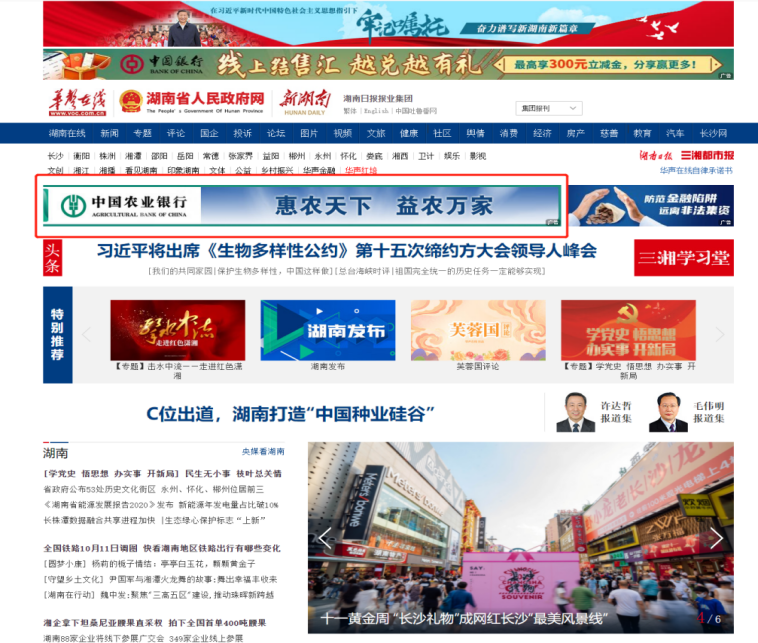 在习近平新时代中国特色社会主义思想指引下
牢记嘱托
奋力谱写新湖南新篇章
中国银行
BANK OF CHINA
线上结售汇 越兑越有礼
最高享300元立减金，分享赢更多！
广告
华声在线
www.voc.com.cn
湖南省人民政府网
The People's Government Of Hunan Province
新湖南
HUNAN DAILY
湖南日报报业集团
繁体 | English | 中国吐鲁番网
集团报刊
湖南在线 新闻 专题 评论 国企 投诉 论坛 图片 视频 文旅 健康 社区 舆情 消费 经济 房产 慈善 教育 汽车 长沙网
长沙 衡阳 株洲 湘潭 邵阳 岳阳 常德 张家界 益阳 郴州 永州 怀化 娄底 湘西 卫计 娱乐 影视
湖南日报 三湘都市报
文创 湘江 湘播 看见湖南 印象湖南 文体 公益 乡村振兴 华声金融 华声红绘
华声在线自律承诺书
中国农业银行
AGRICULTURAL BANK OF CHINA
惠农天下 益农万家
广告
防范金融陷阱
远离非法集资
广告
头条
习近平将出席《生物多样性公约》第十五次缔约方大会领导人峰会
[我们的共同家园|保护生物多样性，中国这样做] [总台海峡时评|祖国完全统一的历史任务一定能够实现]
三湘学习堂
特别推荐
击水中流
走进红色潇湘
湖南发布
芙蓉国评论
学党史 悟思想
办实事 开新局
【专题】击水中流——走进红色潇湘
湖南发布
芙蓉国评论
【专题】学党史 悟思想 办实事 开新局
C位出道，湖南打造“中国种业硅谷”
许达哲
报道集
毛伟明
报道集
湖南
央媒看湖南
[学党史 悟思想 办实事 开新局] 民生无小事 枝叶总关情
省政府公布53处历史文化街区 永州、怀化、郴州位居前三
《湖南省能源发展报告2020》发布 新能源年发电量占比破10%
长株潭数据融合共享进程加快 |生态绿心保护标志“上新”
全国铁路10月11日调图 快看湖南地区铁路出行有哪些变化
[圆梦小康] 杨莉的栀子情结：亭亭白玉花，颗颗黄金子
[守望乡土文化] 尹国军与湘潭火龙舞的故事:舞出幸福丰收来
[湖南在行动] 魏中发:聚焦“三高五区”建设,推动珠晖新跨越
湘企拿下坦桑尼亚腰果直采权 拍下全国首单400吨腰果
湖南88家企业将线下参展广交会 349家企业线上参展
Meters/bonwe
SOUVENIR
十一黄金周“长沙礼物”成网红长沙“最美风景线”
1 / 6